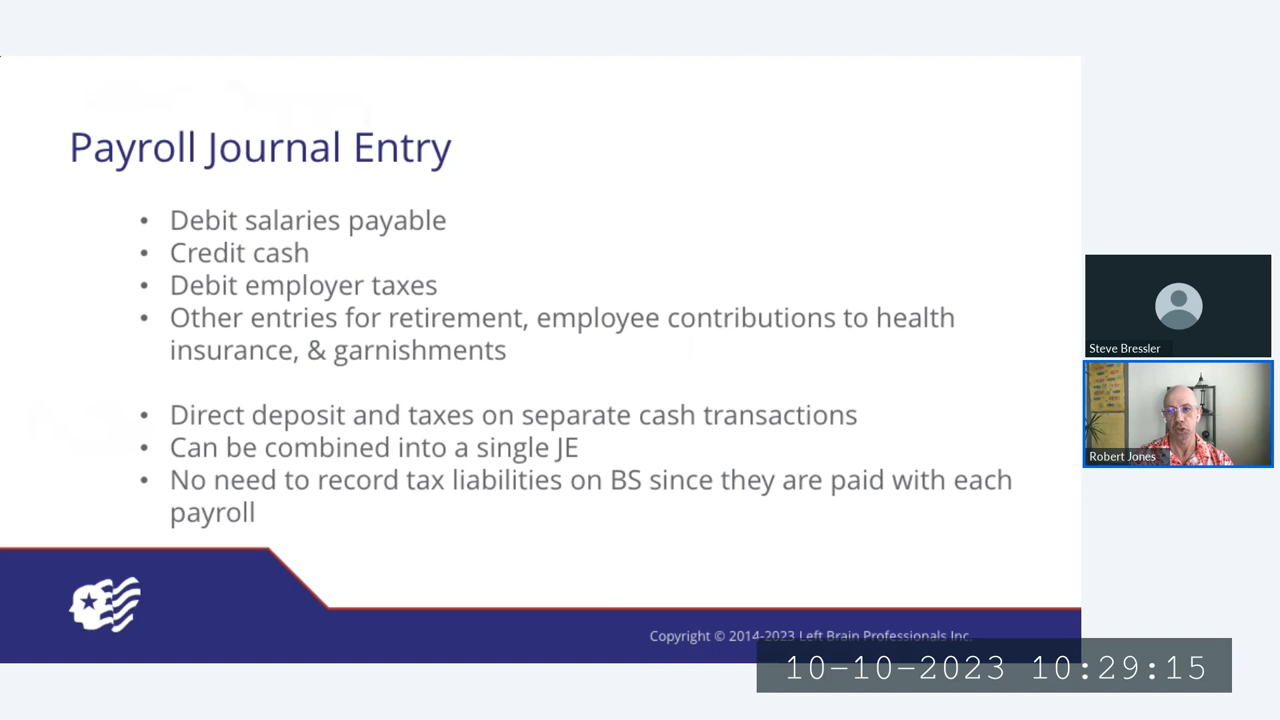 Payroll Journal Entry
• Debit salaries payable
• Credit cash
• Debit employer taxes
• Other entries for retirement, employee contributions to health
insurance, & garnishments
• Direct deposit and taxes on separate cash transactions
• Can be combined into a single JE
• No need to record tax liabilities on BS since they are paid with each
payroll
Steve Bressler
Robert Jones
Copyright © 2014-2023 Left Brain Professionals Inc.
10-10-2023 10:29:15